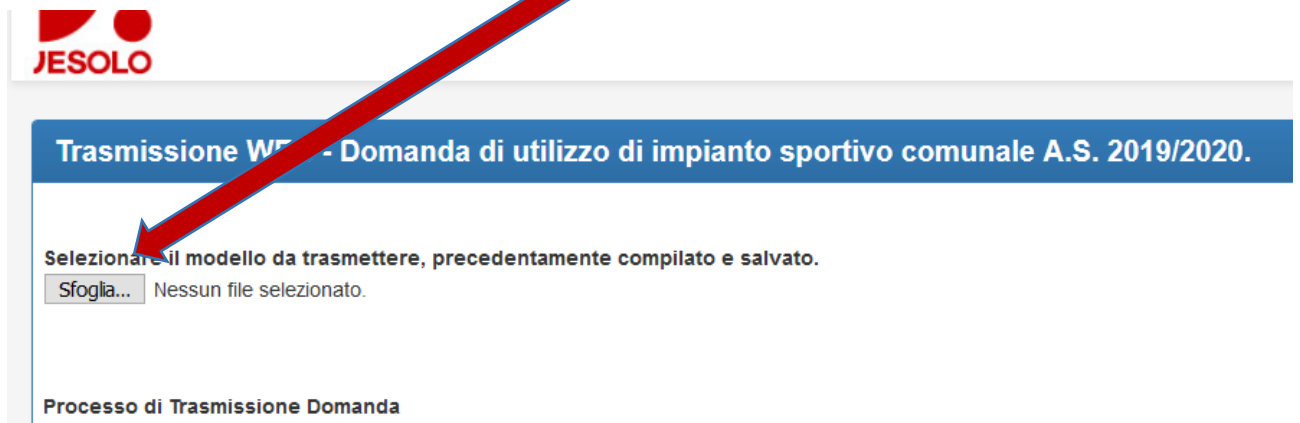 JESOLO
Trasmissione WEB - Domanda di utilizzo di impianto sportivo comunale A.S. 2019/2020.
Selezionare il modello da trasmettere, precedentemente compilato e salvato.
Sfoglia... Nessun file selezionato.
Processo di Trasmissione Domanda